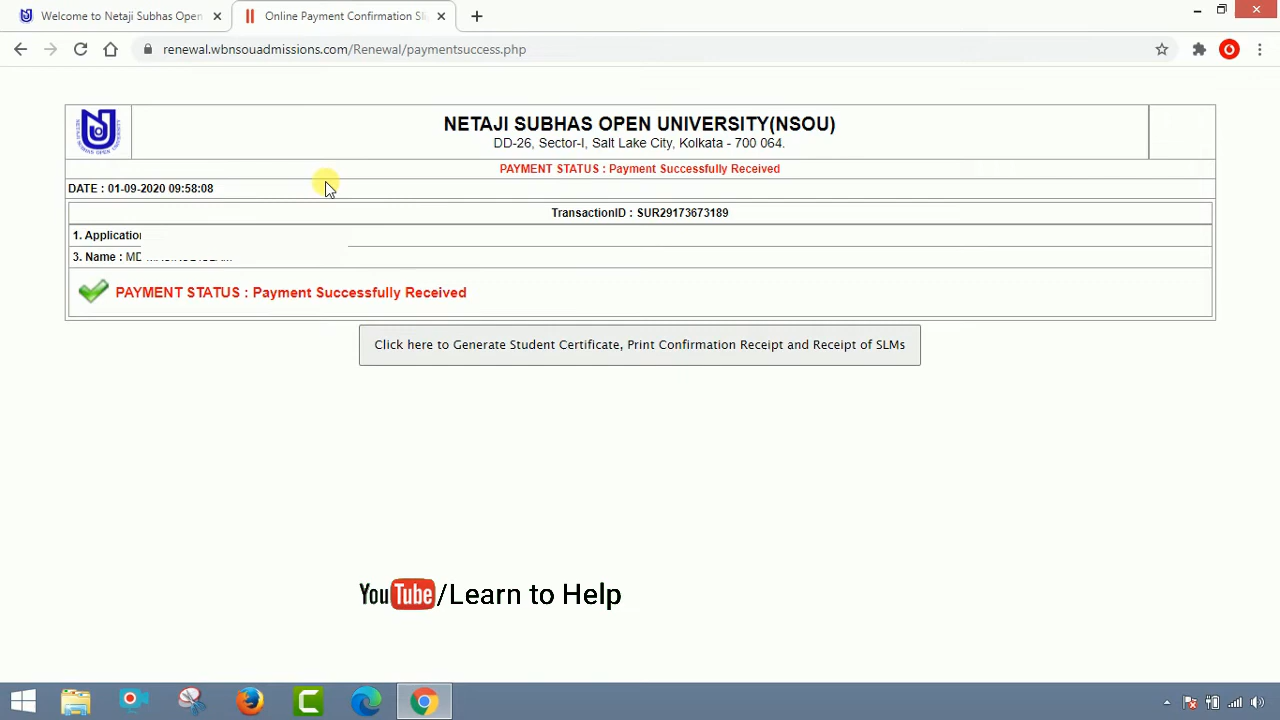 Welcome to Netaji Subhas Open
Online Payment Confirmation Sli
renewal.wbnsouadmissions.com/Renewal/paymentsuccess.php
NETAJI SUBHAS OPEN UNIVERSITY(NSOU)
DD-26, Sector-I, Salt Lake City, Kolkata - 700 064.
PAYMENT STATUS : Payment Successfully Received
DATE : 01-09-2020 09:58:08
TransactionID : SUR29173673189
1. Application
3. Name : MD
PAYMENT STATUS : Payment Successfully Received
Click here to Generate Student Certificate, Print Confirmation Receipt and Receipt of SLMs
YouTube/Learn to Help